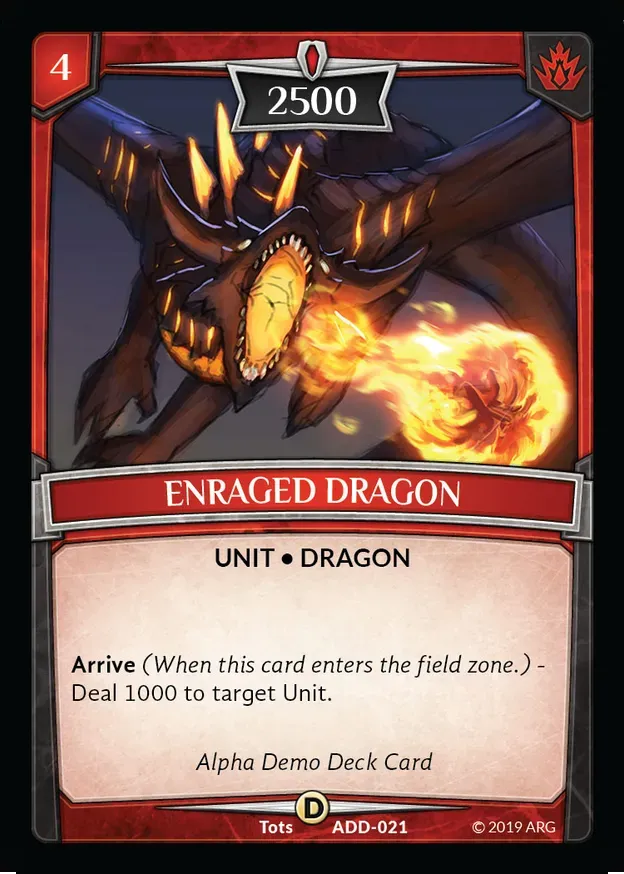 4
2500
ENRAGED DRAGON
UNIT • DRAGON
Arrive (When this card enters the field zone.) -
Deal 1000 to target Unit.
Alpha Demo Deck Card
Tots D ADD-021 © 2019 ARG